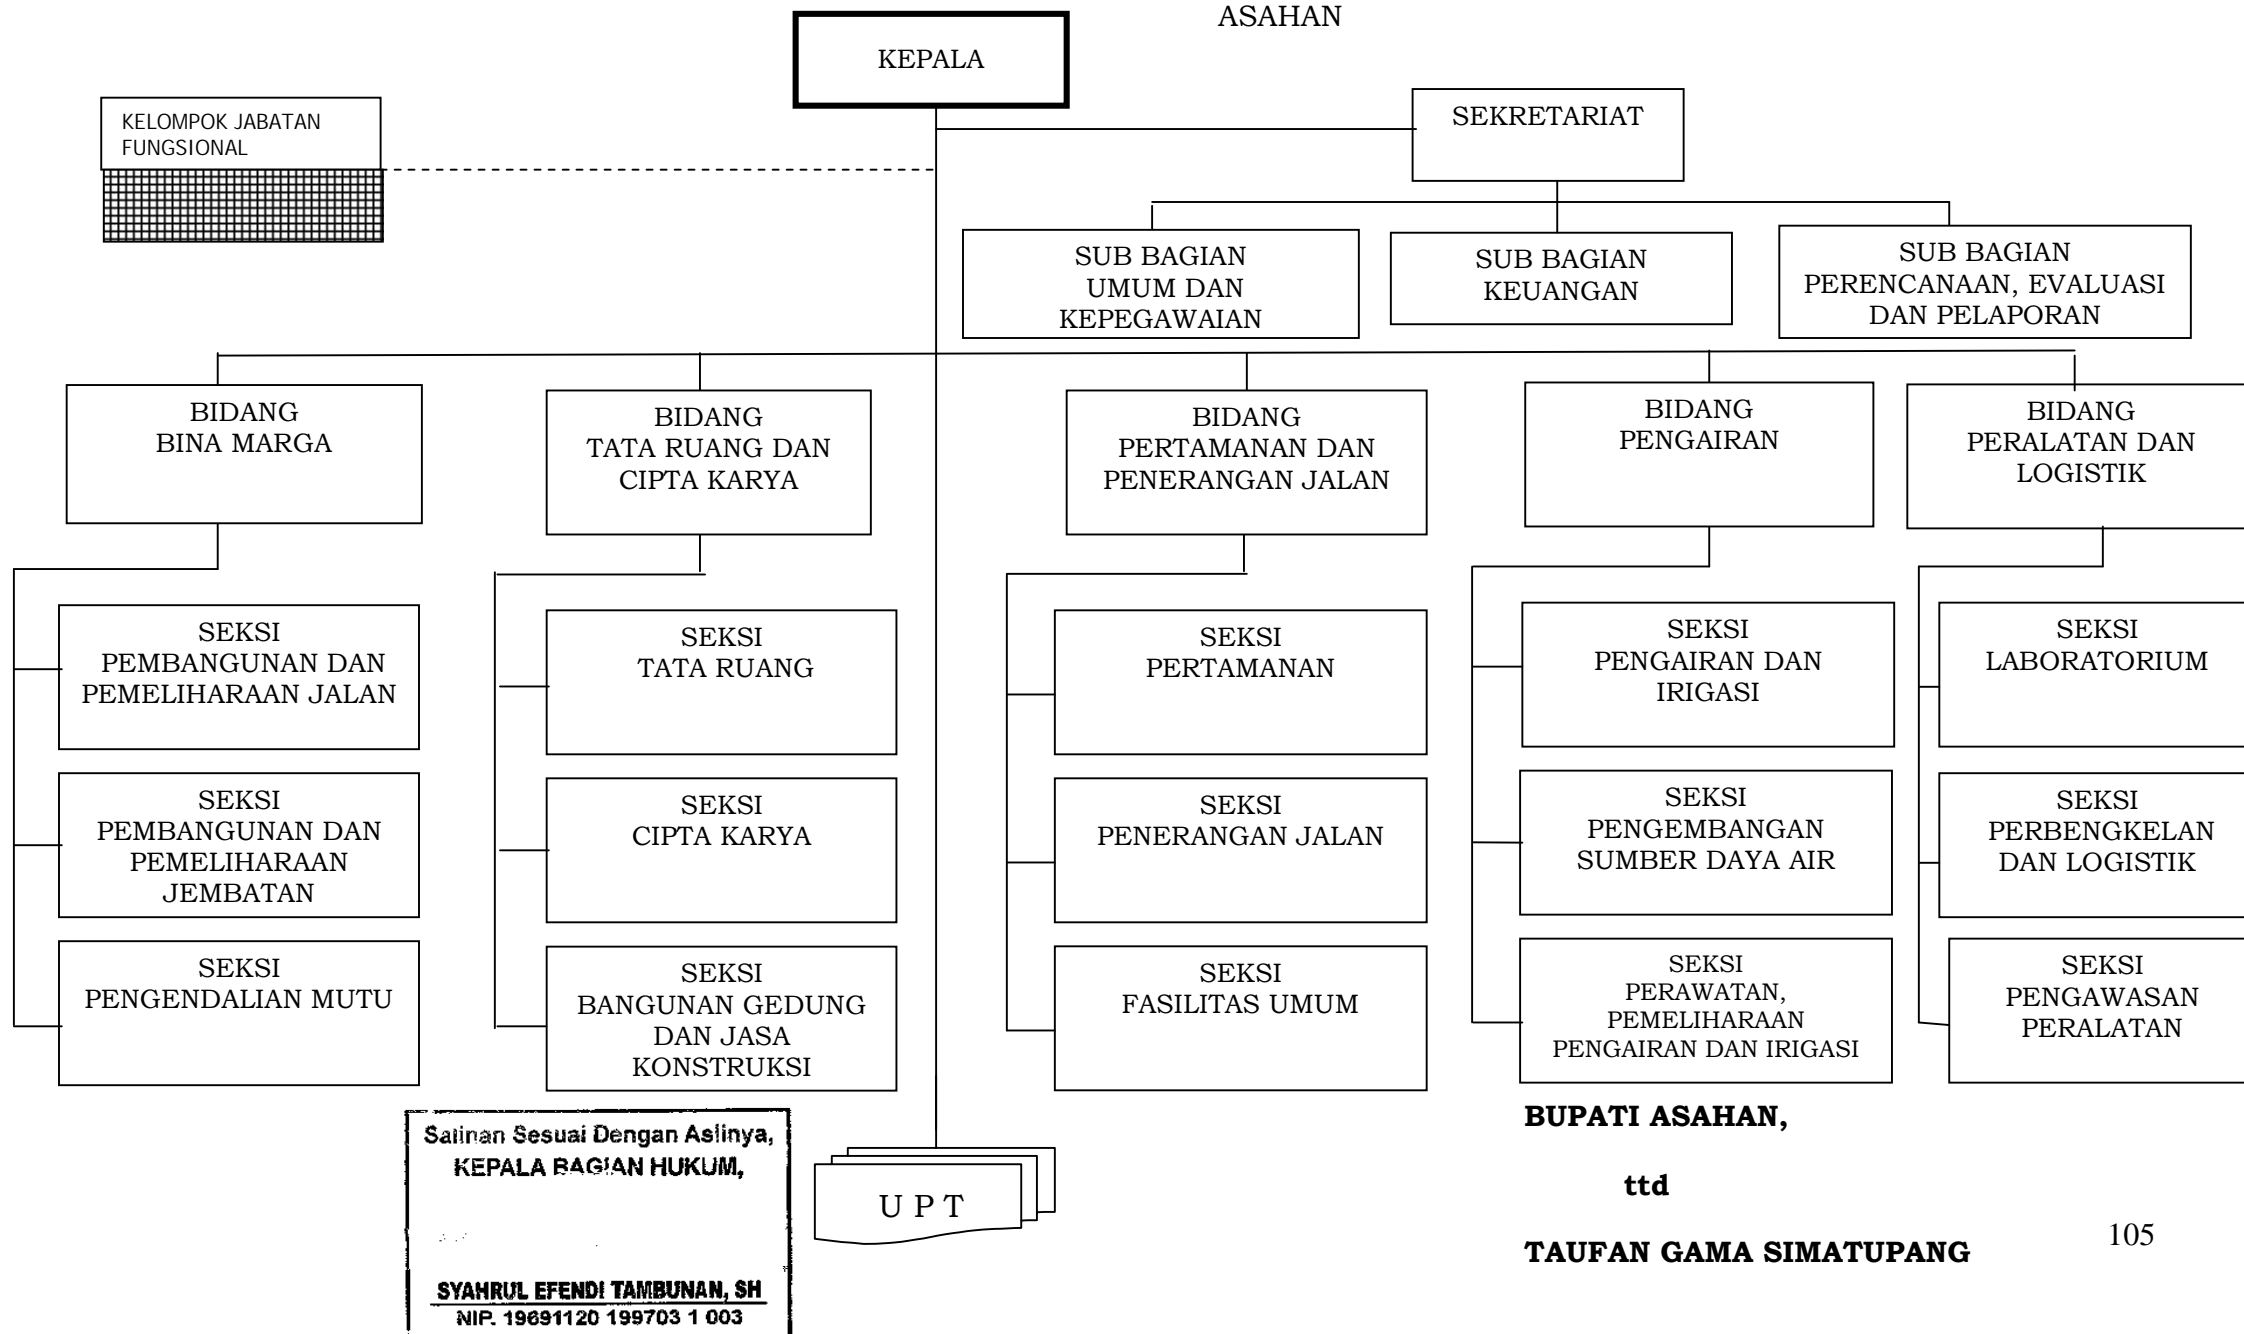 ASAHAN
KEPALA
KELOMPOK JABATAN
FUNGSIONAL
SEKRETARIAT
SUB BAGIAN
UMUM DAN
KEPEGAWAIAN
SUB BAGIAN
KEUANGAN
SUB BAGIAN
PERENCANAAN, EVALUASI
DAN PELAPORAN
BIDANG
BINA MARGA
BIDANG
TATA RUANG DAN
CIPTA KARYA
BIDANG
PERTAMANAN DAN
PENERANGAN JALAN
BIDANG
PENGAIRAN
BIDANG
PERALATAN DAN
LOGISTIK
SEKSI
PEMBANGUNAN DAN
PEMELIHARAAN JALAN
SEKSI
TATA RUANG
SEKSI
PERTAMANAN
SEKSI
PENGAIRAN DAN
IRIGASI
SEKSI
LABORATORIUM
SEKSI
PEMBANGUNAN DAN
PEMELIHARAAN
JEMBATAN
SEKSI
CIPTA KARYA
SEKSI
PENERANGAN JALAN
SEKSI
PENGEMBANGAN
SUMBER DAYA AIR
SEKSI
PERBENGKELAN
DAN LOGISTIK
SEKSI
PENGENDALIAN MUTU
SEKSI
BANGUNAN GEDUNG
DAN JASA
KONSTRUKSI
SEKSI
FASILITAS UMUM
SEKSI
PERAWATAN,
PEMELIHARAAN
PENGAIRAN DAN IRIGASI
SEKSI
PENGAWASAN
PERALATAN
Salinan Sesuai Dengan Aslinya,
KEPALA BAGIAN HUKUM,
SYAHRUL EFENDI TAMBUNAN, SH
NIP. 19691120 199703 1 003
U P T
BUPATI ASAHAN,
ttd
TAUFAN GAMA SIMATUPANG
105